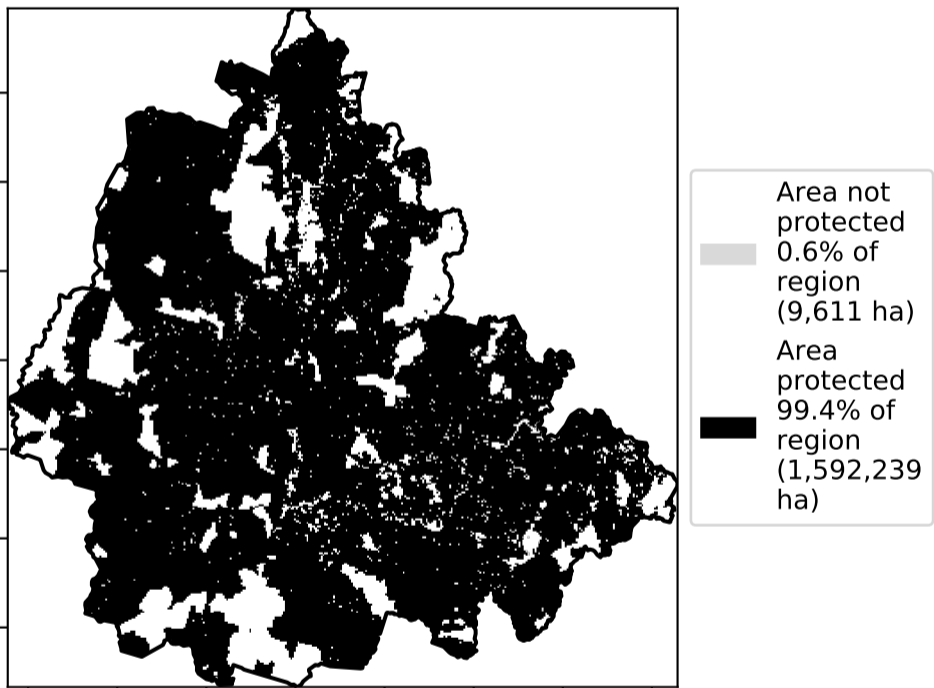 Area not
protected
0.6% of
region
(9,611 ha)
Area
protected
99.4% of
region
(1,592,239
ha)